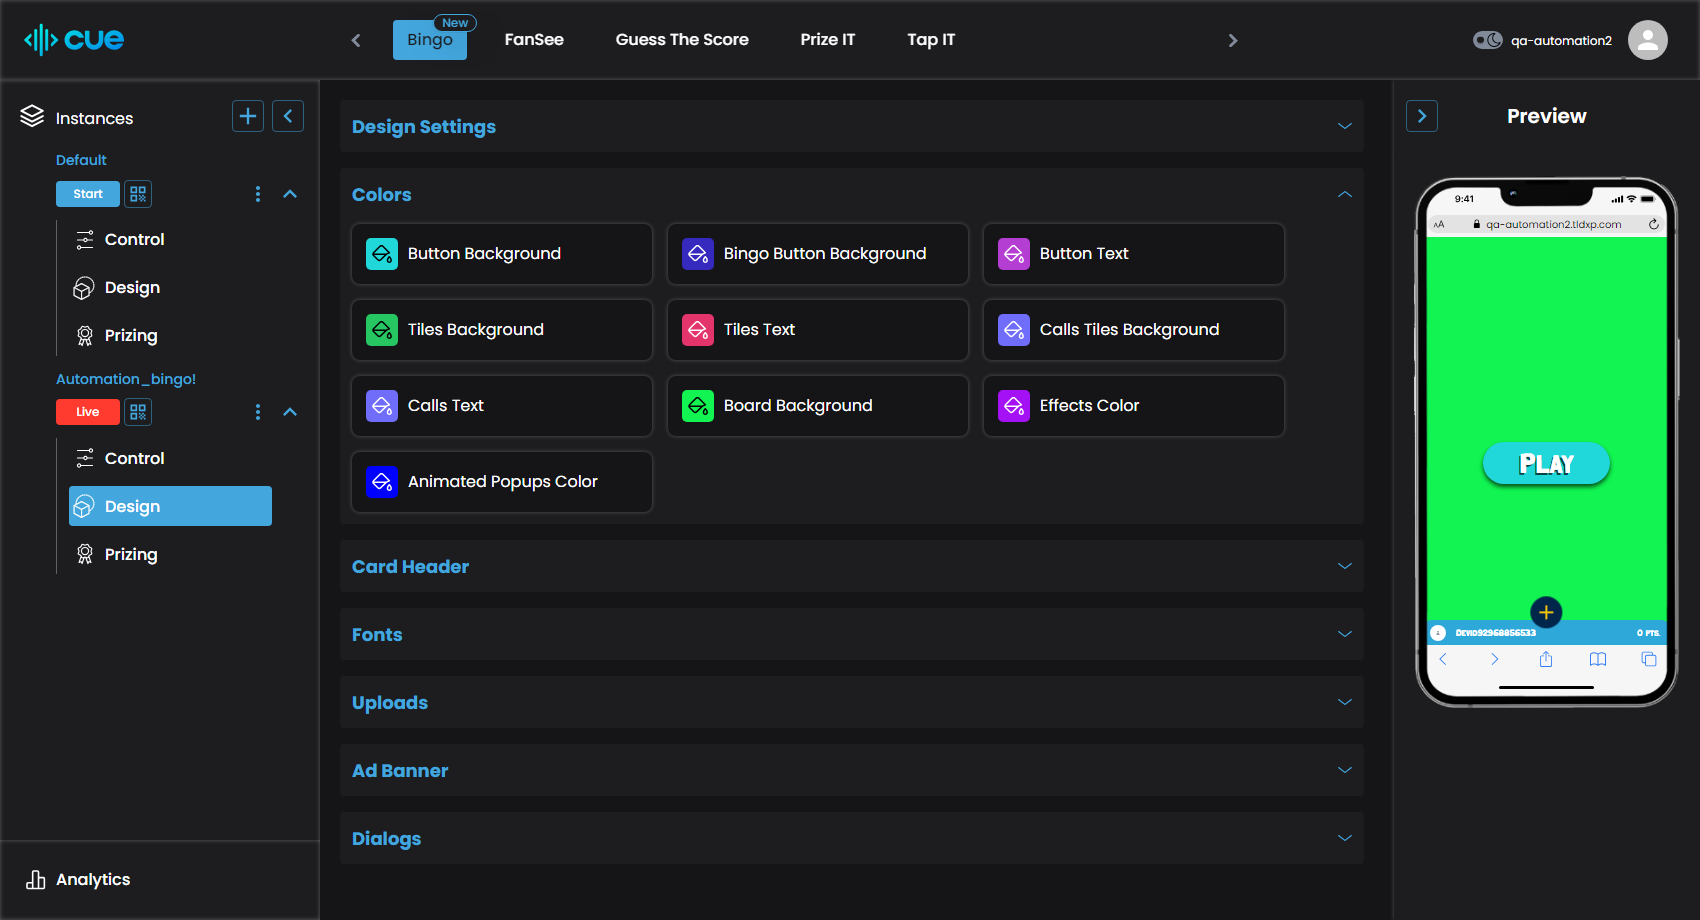 cue
Bingo
New
FanSee
Guess The Score
Prize IT
Tap IT
qa-automation2
Instances
Default
Start
Control
Design
Prizing
Automation_bingo!
Live
Control
Design
Prizing
Analytics
Design Settings
Colors
Button Background
Bingo Button Background
Button Text
Tiles Background
Tiles Text
Calls Tiles Background
Calls Text
Board Background
Effects Color
Animated Popups Color
Card Header
Fonts
Uploads
Ad Banner
Dialogs
Preview
9:41
AA
qa-automation2.tldxp.com
PLAY
DEVID92968856533
0 PTS.